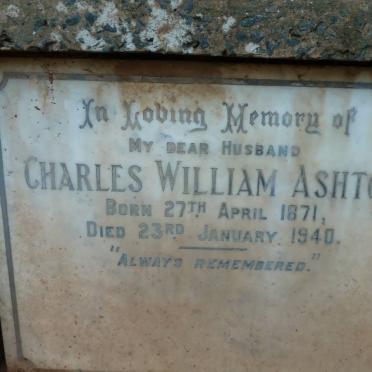 In Loving Memory of
My Dear Husband
Charles William Ashto
Born 27th April 1871,
Died 23rd January 1940.
"Always Remembered."